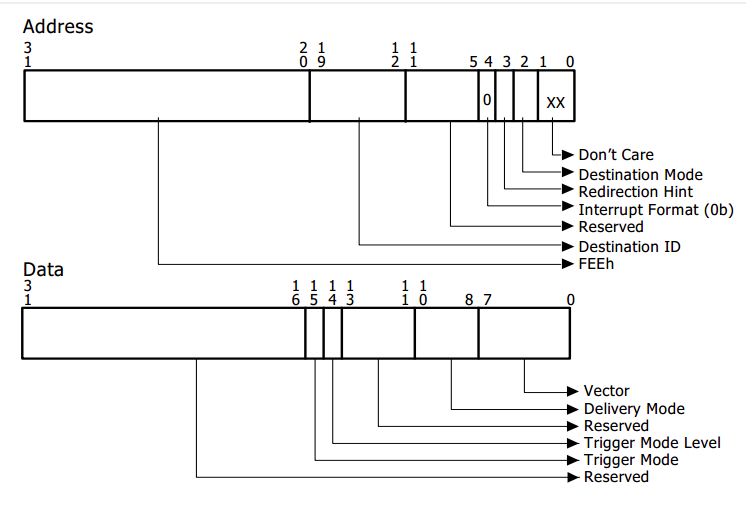 Address
3 2 1 1 1
1 0 9 2 1 5 4 3 2 1 0
0 XX
Don't Care
Destination Mode
Redirection Hint
Interrupt Format (0b)
Reserved
Destination ID
FEEh
Data
3 1 1 1 1 1 1
1 6 5 4 3 1 0 8 7 0
Vector
Delivery Mode
Reserved
Trigger Mode Level
Trigger Mode
Reserved